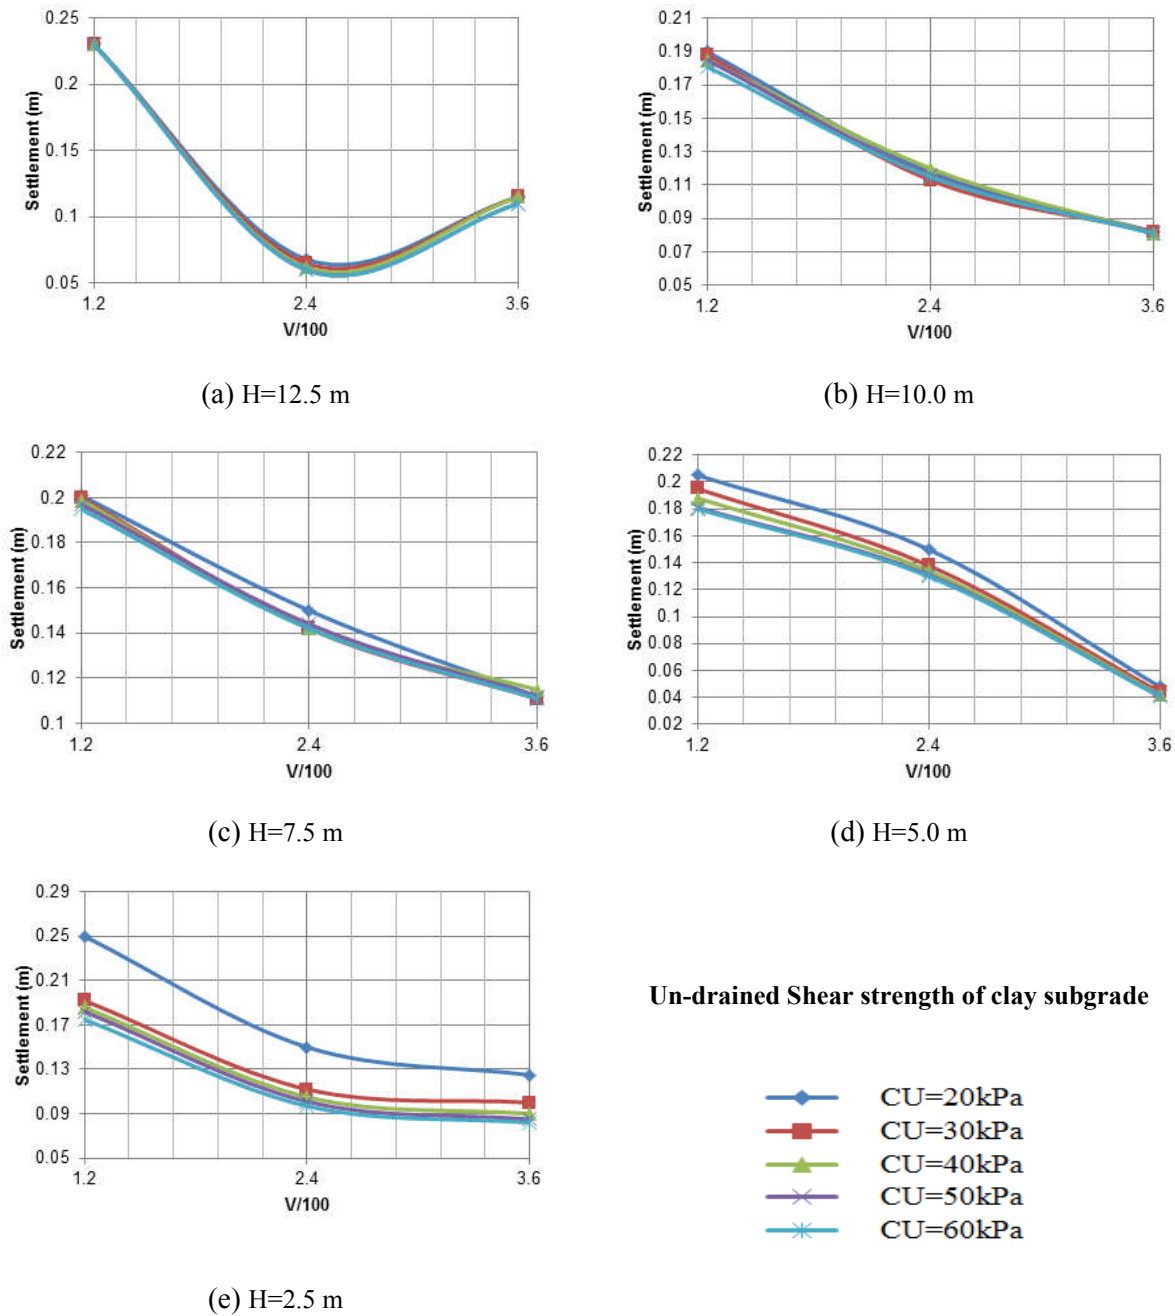 0.25
0.2
0.15
0.1
0.05
Settlement (m)
1.2 2.4 3.6
V/100
(a) H=12.5 m
0.21
0.19
0.17
0.15
0.13
0.11
0.09
0.07
0.05
Settlement (m)
1.2 2.4 3.6
V/100
(b) H=10.0 m
0.22
0.2
0.18
0.16
0.14
0.12
0.1
Settlement (m)
1.2 2.4 3.6
V/100
(c) H=7.5 m
0.22
0.2
0.18
0.16
0.14
0.12
0.1
0.08
0.06
0.04
0.02
Settlement (m)
1.2 2.4 3.6
V/100
(d) H=5.0 m
0.29
0.25
0.21
0.17
0.13
0.09
0.05
Settlement (m)
1.2 2.4 3.6
V/100
(e) H=2.5 m
Un-drained Shear strength of clay subgrade
CU=20kPa
CU=30kPa
CU=40kPa
CU=50kPa
CU=60kPa